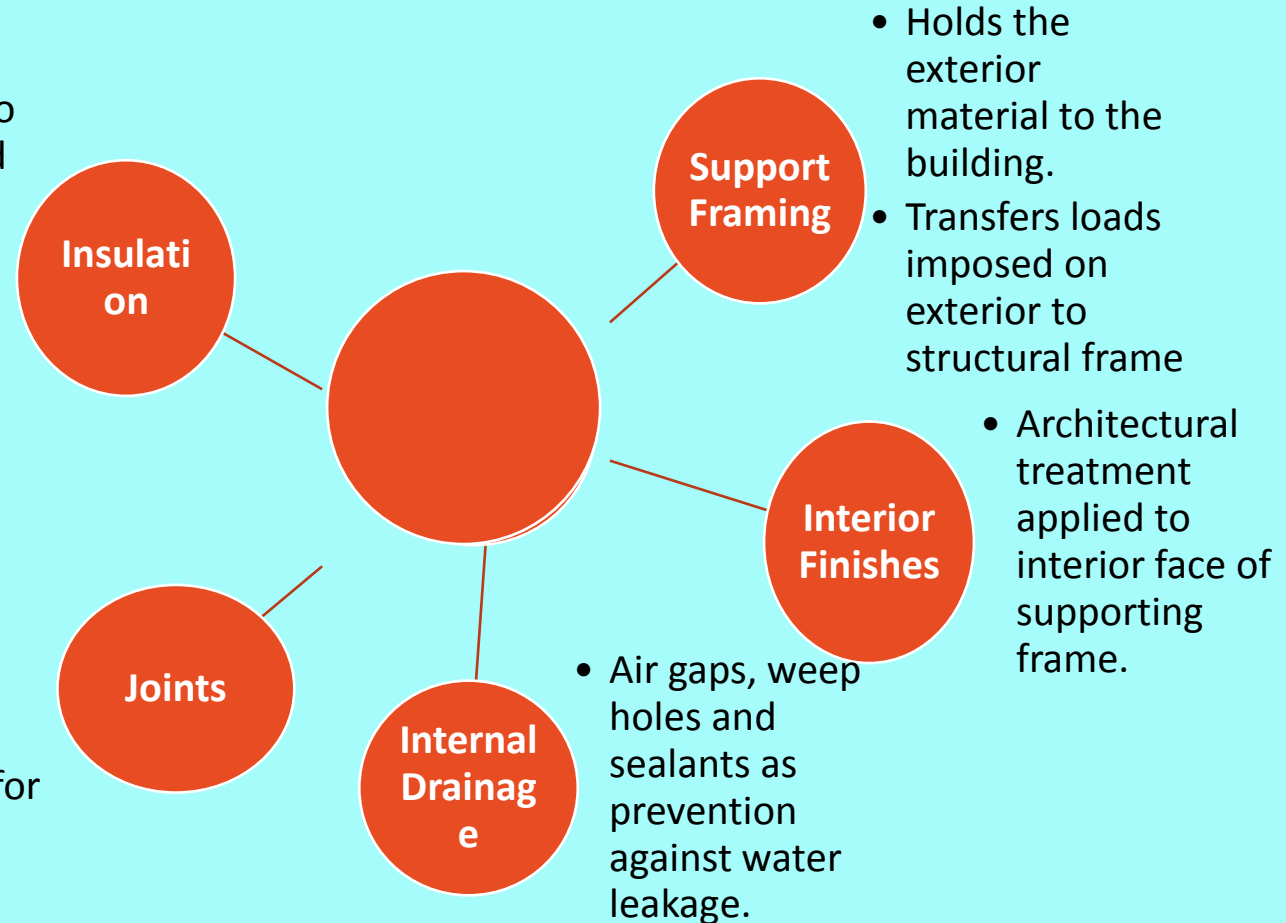 • Holds the
exterior
material to the
building.
• Transfers loads
imposed on
exterior to
structural frame
Support
Framing
Insulati
on
• Architectural
treatment
applied to
interior face of
supporting
frame.
Interior
Finishes
Joints
for
Internal
Drainag
e
• Air gaps, weep
holes and
sealants as
prevention
against water
leakage.